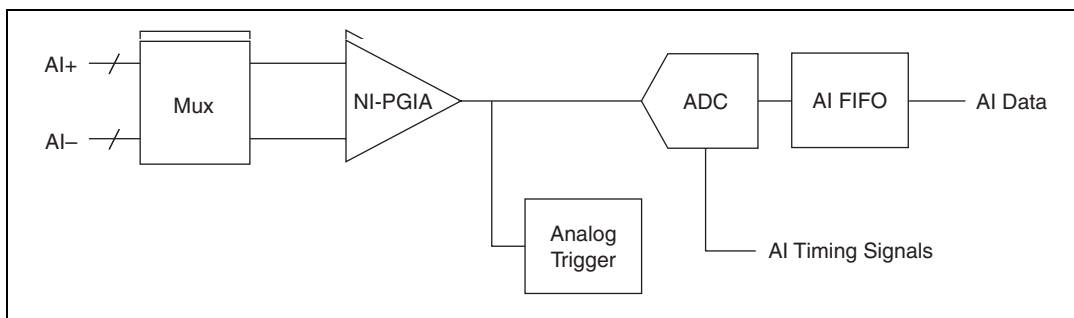 AI+
Mux
AI–
NI-PGIA
ADC
AI FIFO
AI Data
Analog
Trigger
AI Timing Signals